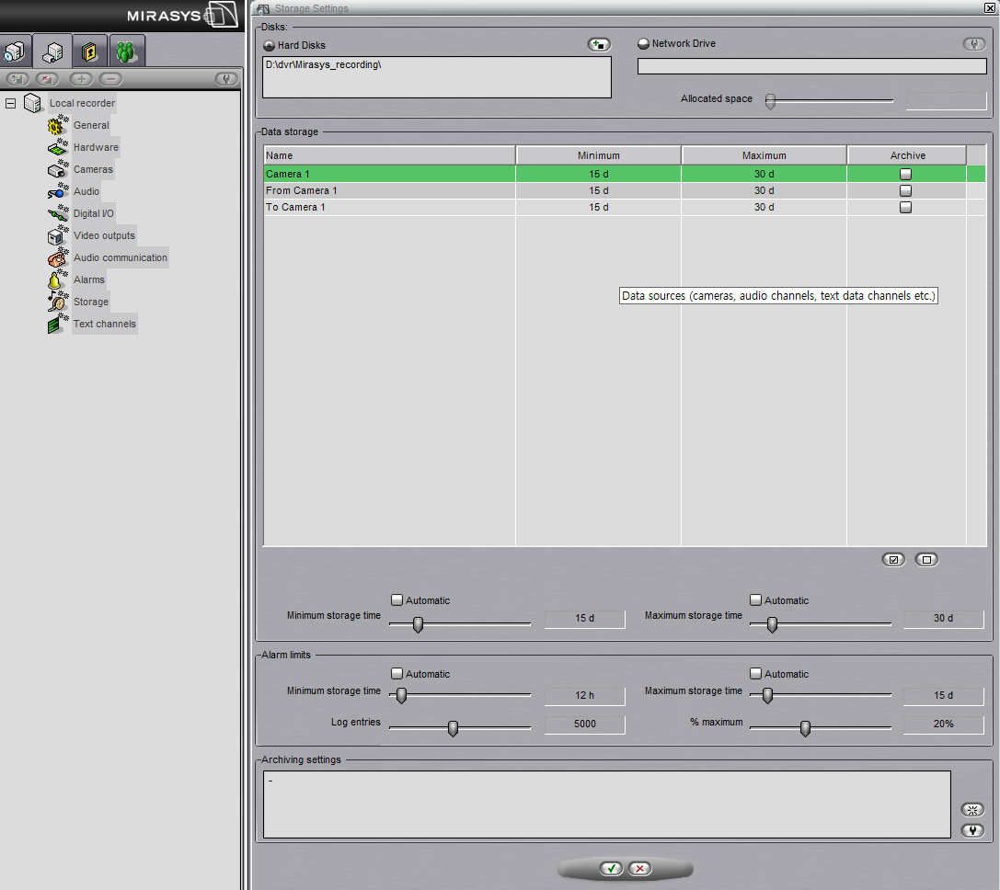 MIRASYS
Storage Settings
Local recorder
General
Hardware
Cameras
Audio
Digital I/O
Video outputs
Audio communication
Alarms
Storage
Text channels
Disks:
Hard Disks
Network Drive
D:\dvr\Mirasys_recording\
Allocated space
Data storage
Name Minimum Maximum Archive
Camera 1 15 d 30 d
From Camera 1 15 d 30 d
To Camera 1 15 d 30 d
Data sources (cameras, audio channels, text data channels etc.)
Automatic Automatic
Minimum storage time 15 d Maximum storage time 30 d
Alarm limits
Automatic Automatic
Minimum storage time 12 h Maximum storage time 15 d
Log entries 5000 % maximum 20%
Archiving settings
-